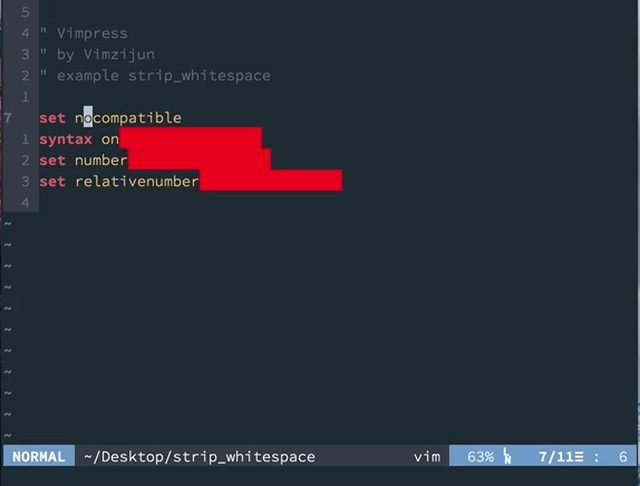 5
4 " Vimpress
3 " by Vimzijun
2 " example strip_whitespace
1
7 set nocompatible
1 syntax on
2 set number
3 set relativenumber
4
~
~
~
~
~
~
~
~
~
~
~
NORMAL ~/Desktop/strip_whitespace vim 63% ㏑ 7/11☰ : 6